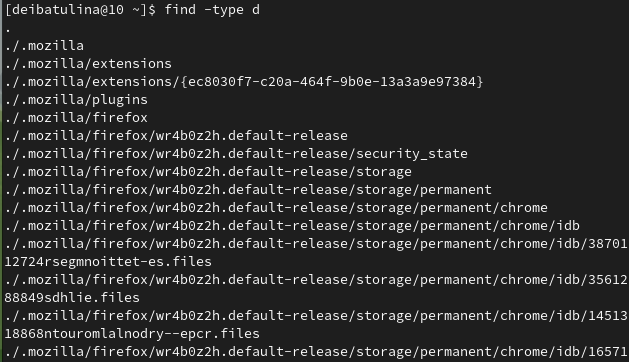 [deibatulina@10 ~]$ find -type d
.
./.mozilla
./.mozilla/extensions
./.mozilla/extensions/{ec8030f7-c20a-464f-9b0e-13a3a9e97384}
./.mozilla/plugins
./.mozilla/firefox
./.mozilla/firefox/wr4b0z2h.default-release
./.mozilla/firefox/wr4b0z2h.default-release/security_state
./.mozilla/firefox/wr4b0z2h.default-release/storage
./.mozilla/firefox/wr4b0z2h.default-release/storage/permanent
./.mozilla/firefox/wr4b0z2h.default-release/storage/permanent/chrome
./.mozilla/firefox/wr4b0z2h.default-release/storage/permanent/chrome/idb
./.mozilla/firefox/wr4b0z2h.default-release/storage/permanent/chrome/idb/38701
12724rsegmnoittet-es.files
./.mozilla/firefox/wr4b0z2h.default-release/storage/permanent/chrome/idb/35612
88849sdhlie.files
./.mozilla/firefox/wr4b0z2h.default-release/storage/permanent/chrome/idb/14513
18868ntouromlalnodry--epcr.files
./.mozilla/firefox/wr4b0z2h.default-release/storage/permanent/chrome/idb/16571